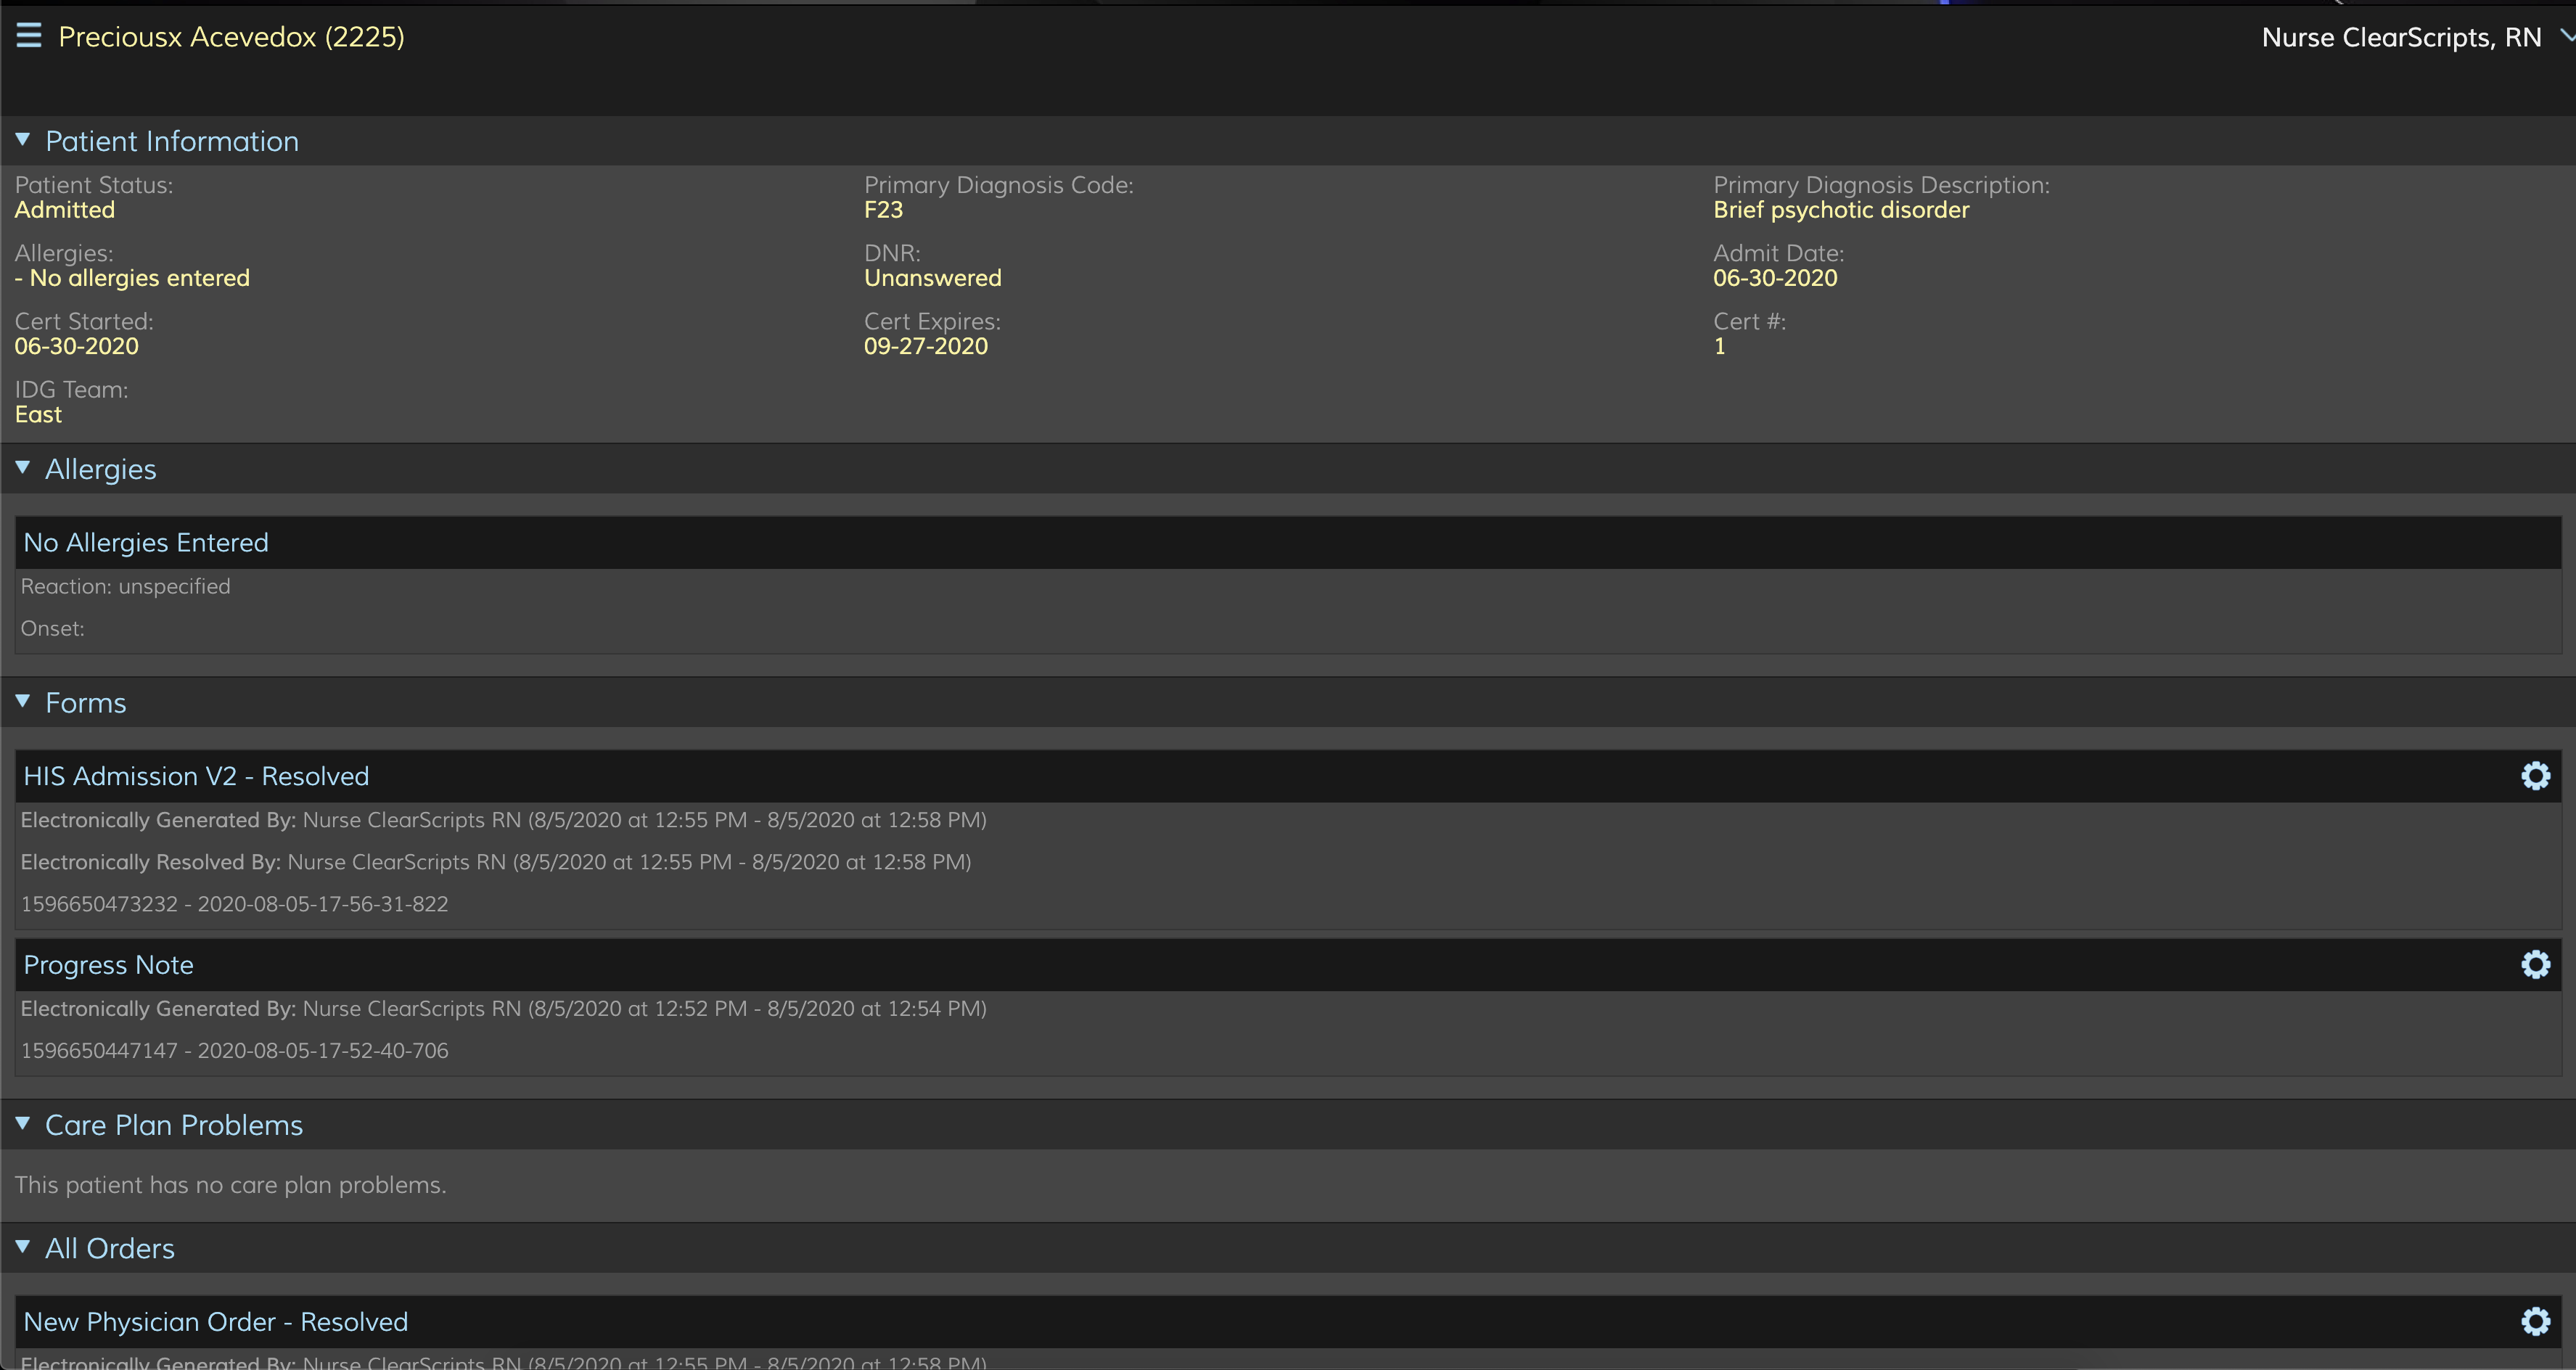 Preciousx Acevedox (2225)
Nurse ClearScripts, RN
Patient Information
Patient Status:
Admitted
Primary Diagnosis Code:
F23
Primary Diagnosis Description:
Brief psychotic disorder
Allergies:
- No allergies entered
DNR:
Unanswered
Admit Date:
06-30-2020
Cert Started:
06-30-2020
Cert Expires:
09-27-2020
Cert #:
1
IDG Team:
East
Allergies
No Allergies Entered
Reaction: unspecified
Onset:
Forms
HIS Admission V2 - Resolved
Electronically Generated By: Nurse ClearScripts RN (8/5/2020 at 12:55 PM - 8/5/2020 at 12:58 PM)
Electronically Resolved By: Nurse ClearScripts RN (8/5/2020 at 12:55 PM - 8/5/2020 at 12:58 PM)
1596650473232 - 2020-08-05-17-56-31-822
Progress Note
Electronically Generated By: Nurse ClearScripts RN (8/5/2020 at 12:52 PM - 8/5/2020 at 12:54 PM)
1596650447147 - 2020-08-05-17-52-40-706
Care Plan Problems
This patient has no care plan problems.
All Orders
New Physician Order - Resolved
Electronically Generated By: Nurse ClearScripts RN (8/5/2020 at 12:55 PM - 8/5/2020 at 12:58 PM)